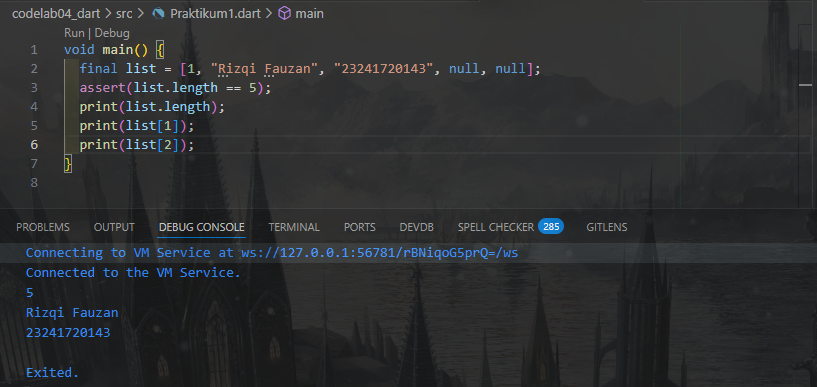 codelab04_dart > src > Praktikum1.dart > main
Run | Debug
1 void main() {
2 final list = [1, "Rizqi Fauzan", "23241720143", null, null];
3 assert(list.length == 5);
4 print(list.length);
5 print(list[1]);
6 print(list[2]);
7 }
8
PROBLEMS OUTPUT DEBUG CONSOLE TERMINAL PORTS DEVDB SPELL CHECKER 285 GITLENS
Connecting to VM Service at ws://127.0.0.1:56781/rBNiqoG5prQ=/ws
Connected to the VM Service.
5
Rizqi Fauzan
23241720143
Exited.